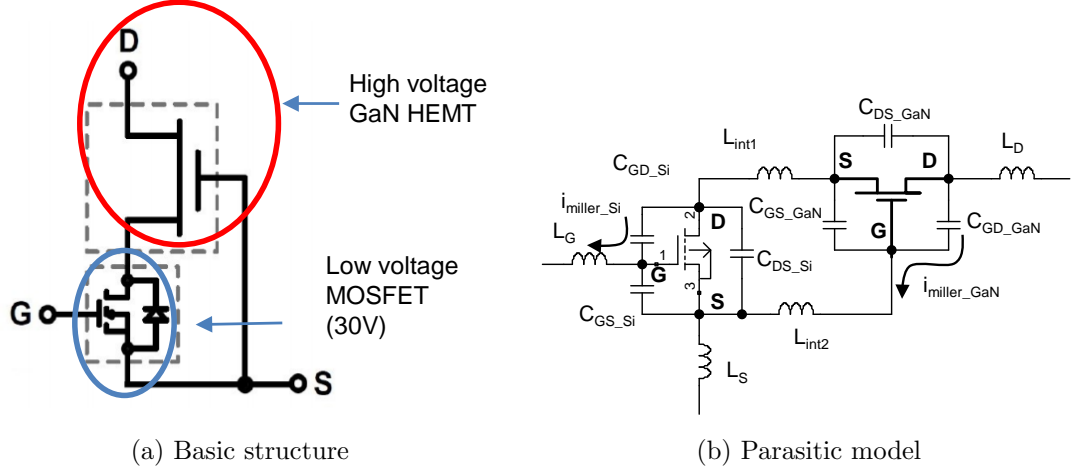 D
High voltage
GaN HEMT
Low voltage
MOSFET
(30V)
G
S
(a) Basic structure
C_DS_GaN
L_int1
S
D
L_D
C_GD_Si
C_GS_GaN
G
C_GD_GaN
i_miller_Si
2
D
L_G
1
G
C_DS_Si
i_miller_GaN
3
S
C_GS_Si
L_int2
L_S
(b) Parasitic model